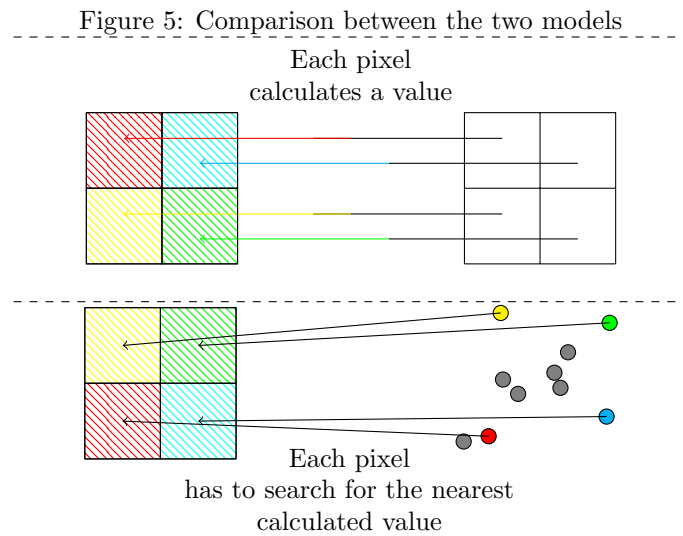 Figure 5: Comparison between the two models
Each pixel
calculates a value
Each pixel
has to search for the nearest
calculated value